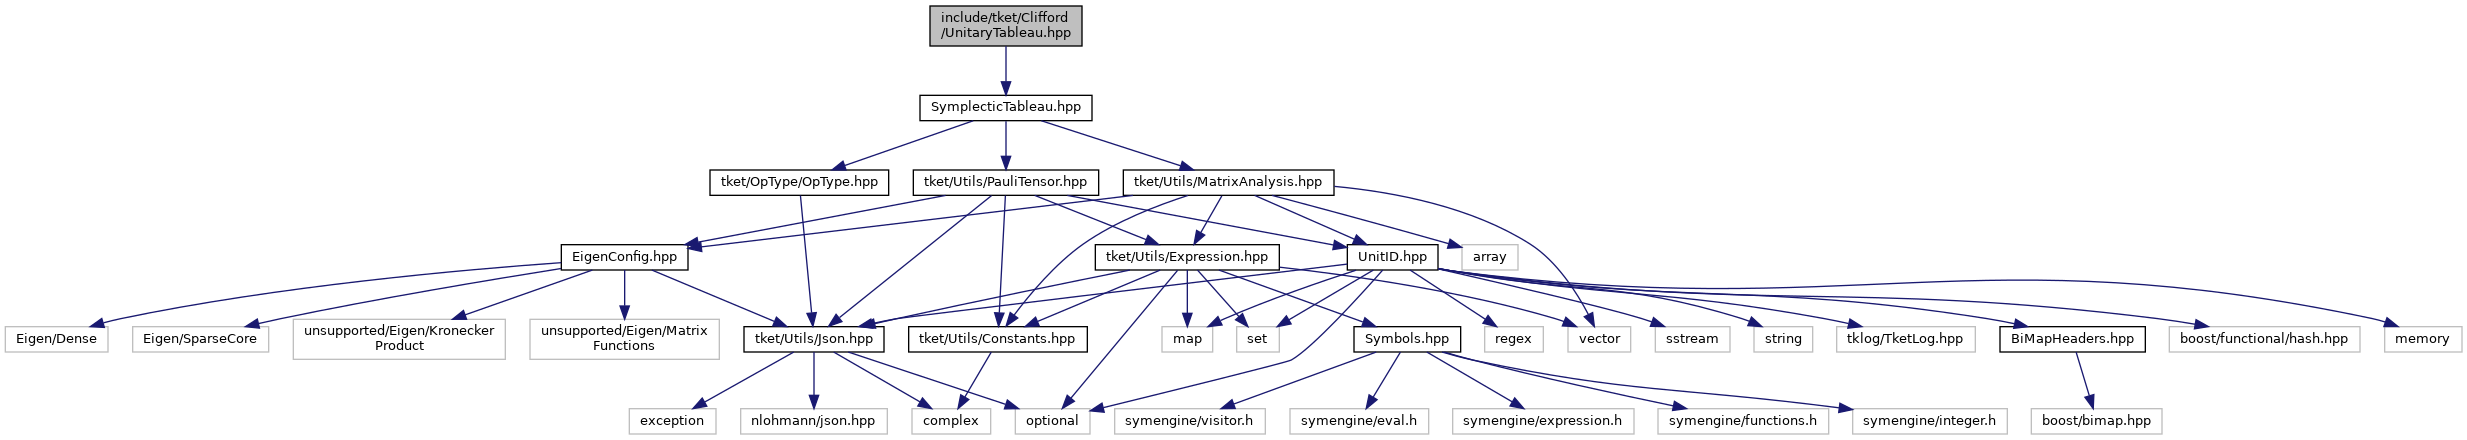 include/tket/Clifford
/UnitaryTableau.hpp
SymplecticTableau.hpp
tket/OpType/OpType.hpp
tket/Utils/PauliTensor.hpp
tket/Utils/MatrixAnalysis.hpp
EigenConfig.hpp
tket/Utils/Expression.hpp
UnitID.hpp
array
Eigen/Dense
Eigen/SparseCore
unsupported/Eigen/Kronecker
Product
unsupported/Eigen/Matrix
Functions
tket/Utils/Json.hpp
tket/Utils/Constants.hpp
map
set
Symbols.hpp
regex
vector
sstream
string
tklog/TketLog.hpp
BiMapHeaders.hpp
boost/functional/hash.hpp
memory
exception
nlohmann/json.hpp
complex
optional
symengine/visitor.h
symengine/eval.h
symengine/expression.h
symengine/functions.h
symengine/integer.h
boost/bimap.hpp